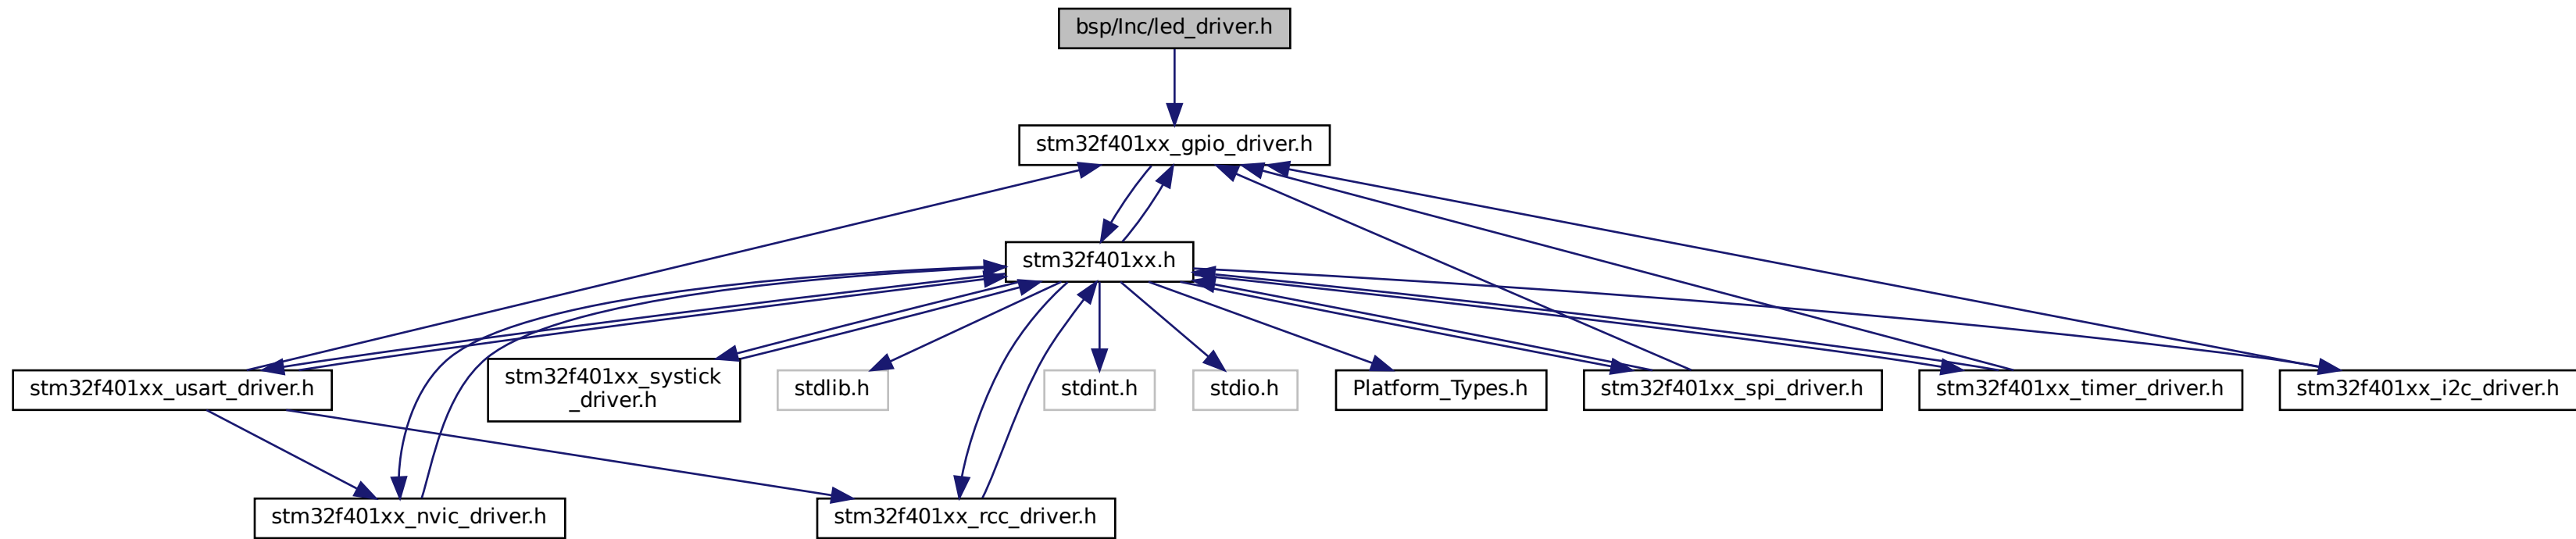 bsp/Inc/led_driver.h
stm32f401xx_gpio_driver.h
stm32f401xx.h
stm32f401xx_usart_driver.h
stm32f401xx_systick
_driver.h
stdlib.h
stdint.h
stdio.h
Platform_Types.h
stm32f401xx_spi_driver.h
stm32f401xx_timer_driver.h
stm32f401xx_i2c_driver.h
stm32f401xx_nvic_driver.h
stm32f401xx_rcc_driver.h